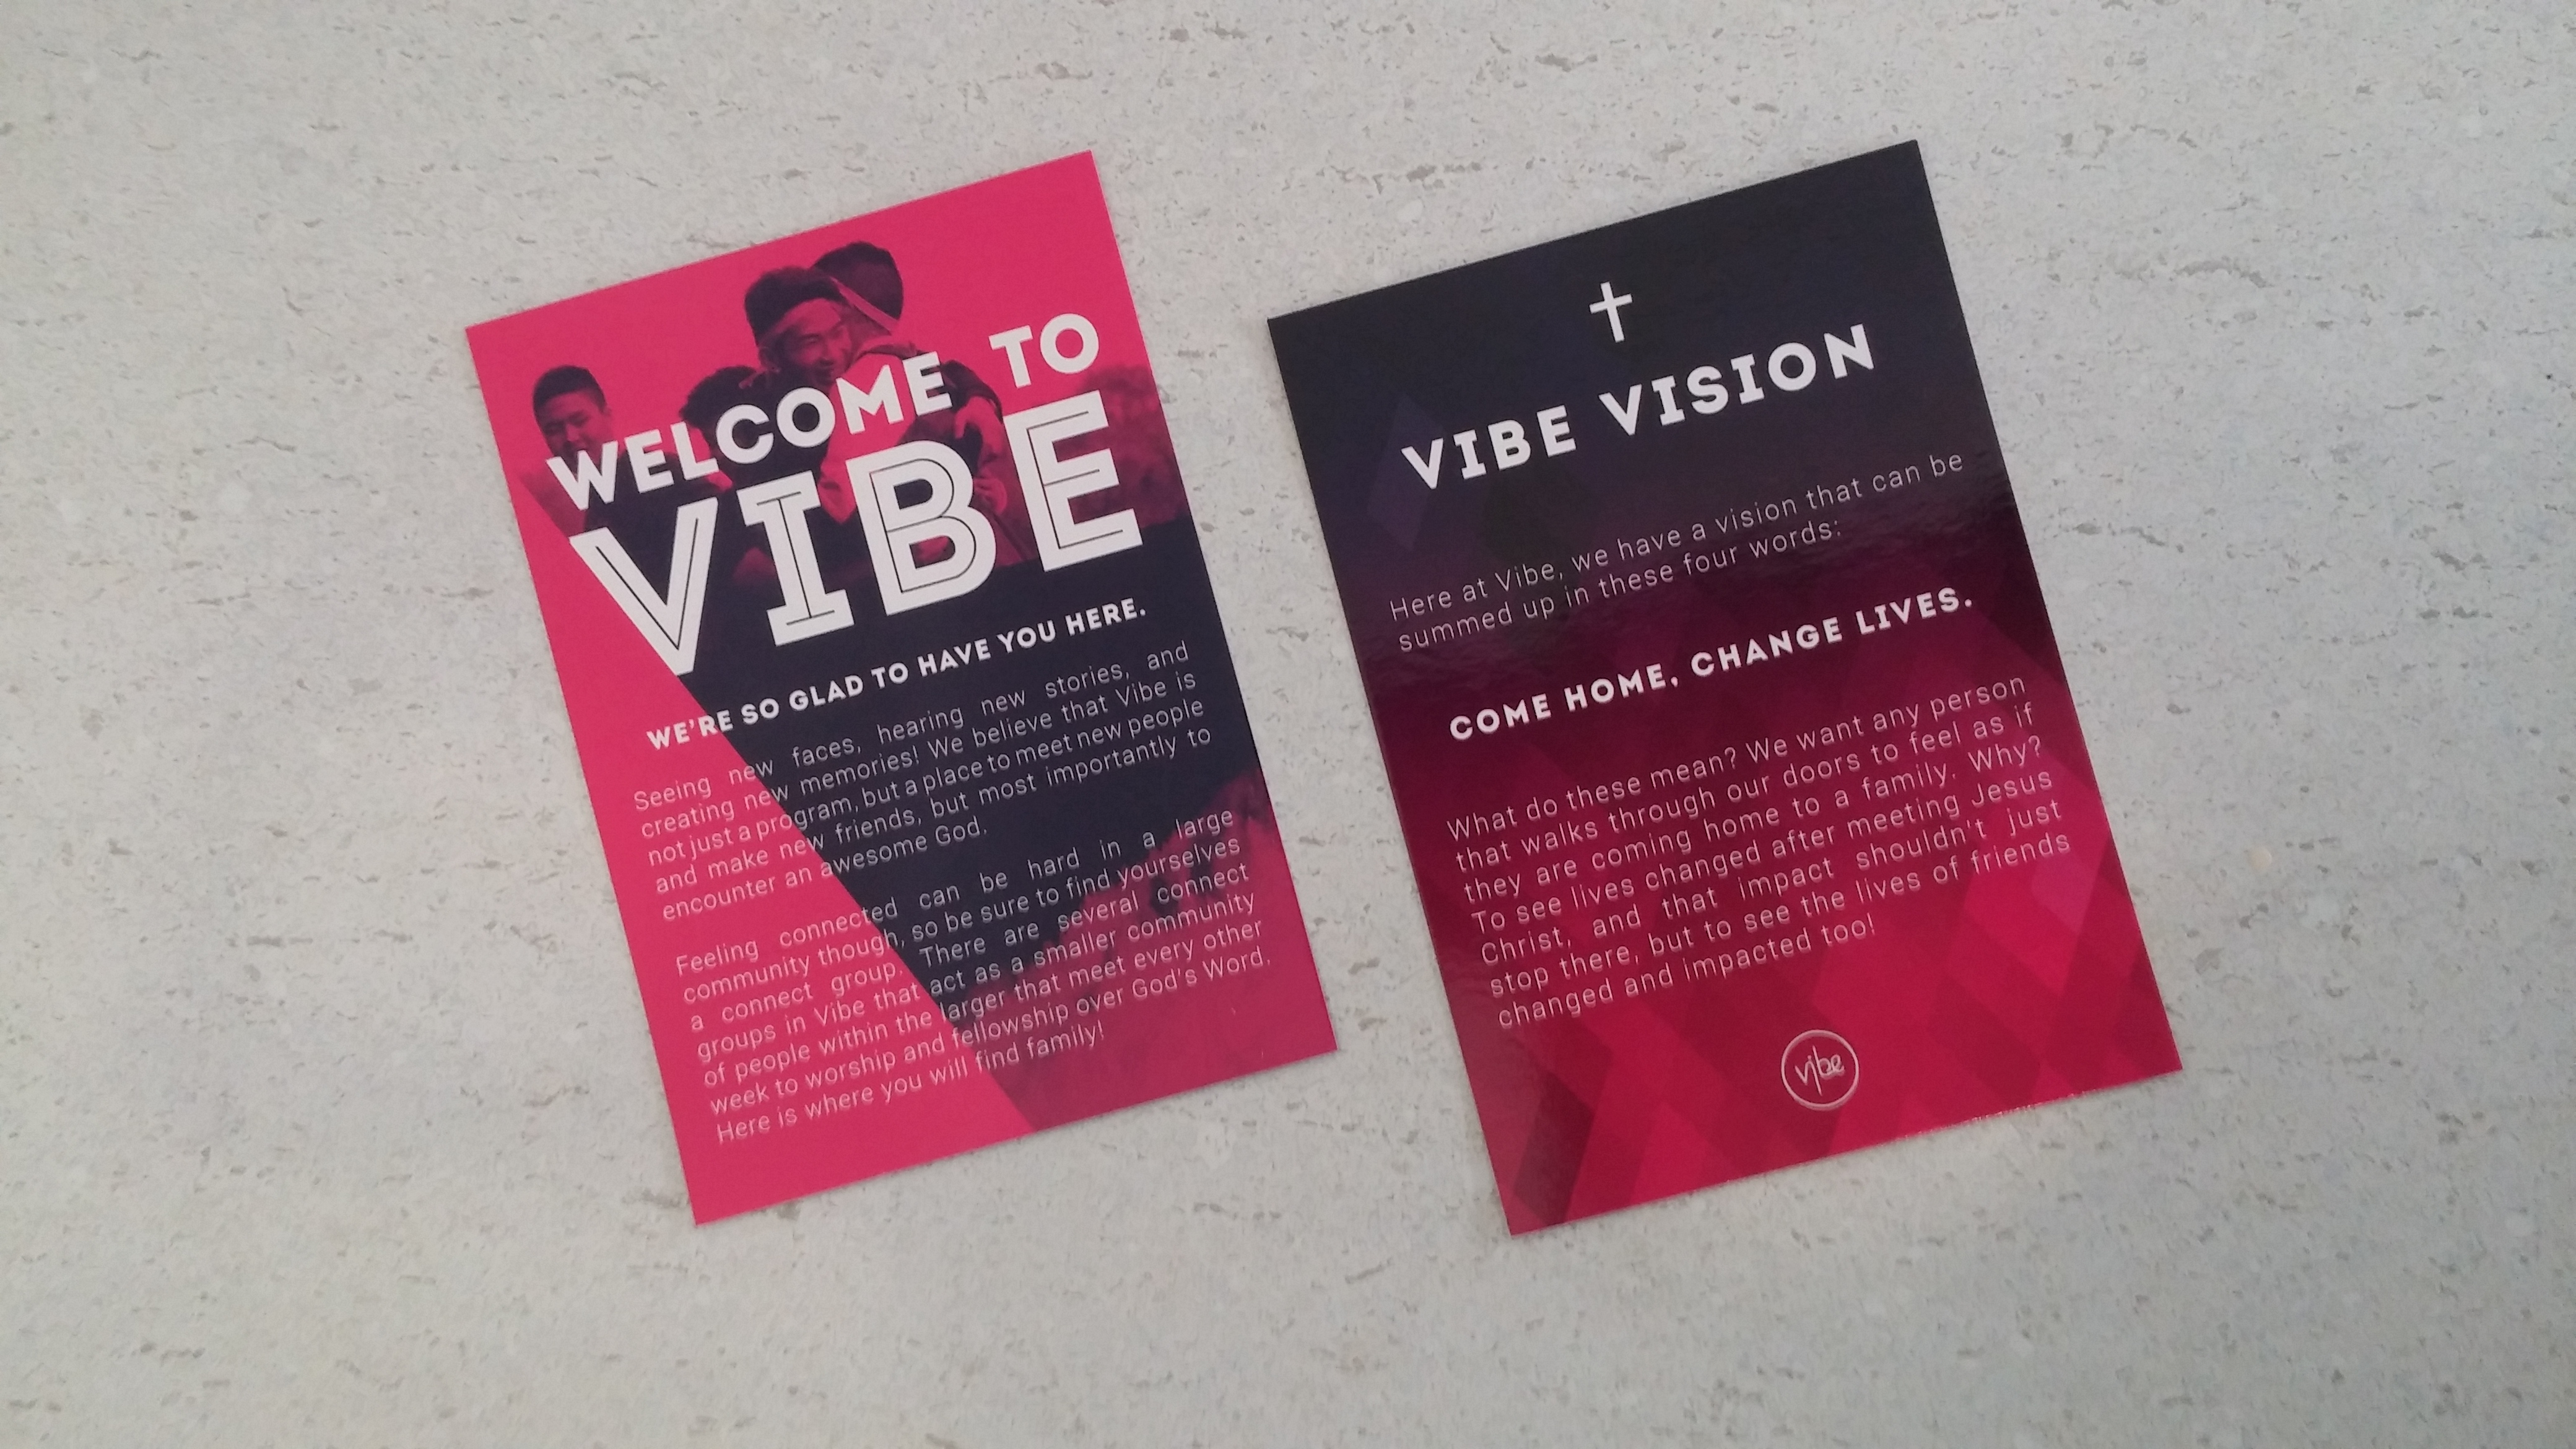 WELCOME TO
VIBE
WE'RE SO GLAD TO HAVE YOU HERE.
Seeing new faces, hearing new stories, and
creating new memories! We believe that Vibe is
not just a program, but a place to meet new people
and make new friends, but most importantly to
encounter an awesome God.
Feeling connected can be hard in a large
community though, so be sure to find yourselves
a connect group. There are several connect
groups in Vibe that act as a smaller community
of people within the larger that meet every other
week to worship and fellowship over God's Word.
Here is where you will find family!
VIBE VISION
Here at Vibe, we have a vision that can be
summed up in these four words:
COME HOME, CHANGE LIVES.
What do these mean? We want any person
that walks through our doors to feel as if
they are coming home to a family. Why?
To see lives changed after meeting Jesus
Christ, and that impact shouldn't just
stop there, but to see the lives of friends
changed and impacted too!
vibe